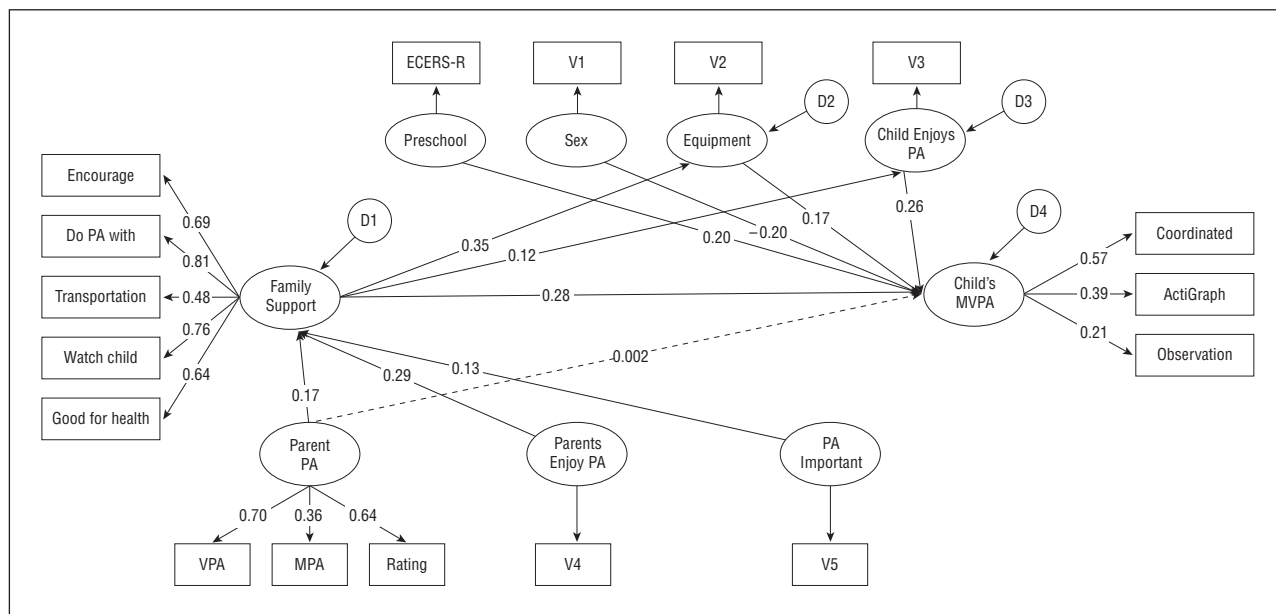 ECERS-R
V1
V2
V3
D2
D3
Preschool
Sex
Equipment
Child Enjoys
PA
Encourage
Do PA with
Transportation
Watch child
Good for health
0.69
0.81
0.48
0.76
0.64
D1
Family
Support
0.35
0.12
0.28
0.20
−0.20
0.17
0.26
D4
Child's
MVPA
0.57
0.39
0.21
Coordinated
ActiGraph
Observation
0.17
0.29
0.13
0.002
Parent
PA
Parents
Enjoy PA
PA
Important
0.70
0.36
0.64
VPA
MPA
Rating
V4
V5